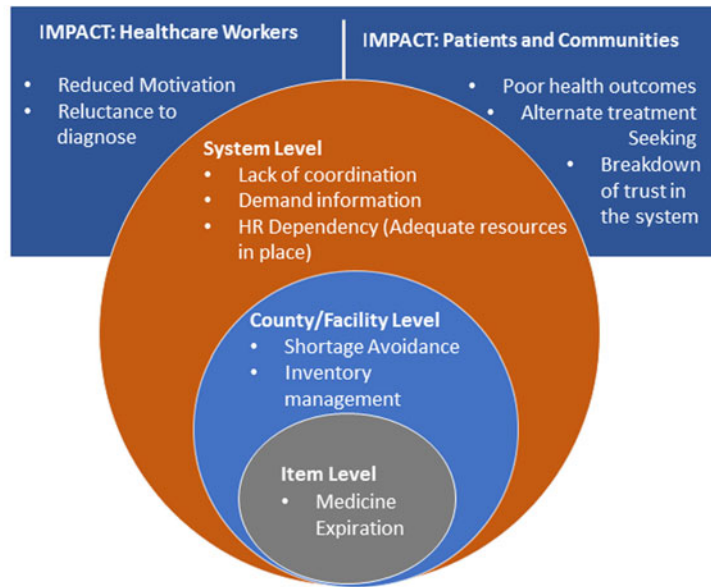 IMPACT: Healthcare Workers
• Reduced Motivation
• Reluctance to
diagnose
IMPACT: Patients and Communities
• Poor health outcomes
• Alternate treatment
Seeking
• Breakdown
of trust in
the system
System Level
• Lack of coordination
• Demand information
• HR Dependency (Adequate resources
in place)
County/Facility Level
• Shortage Avoidance
• Inventory
management
Item Level
• Medicine
Expiration